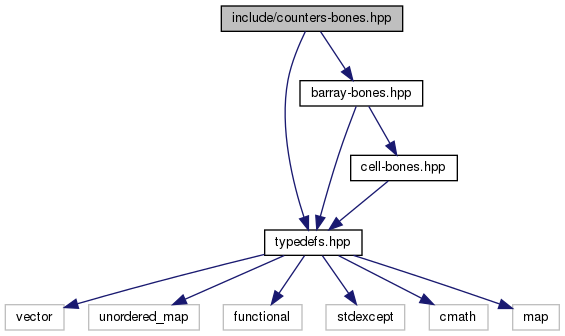 include/counters-bones.hpp
barray-bones.hpp
cell-bones.hpp
typedefs.hpp
vector
unordered_map
functional
stdexcept
cmath
map